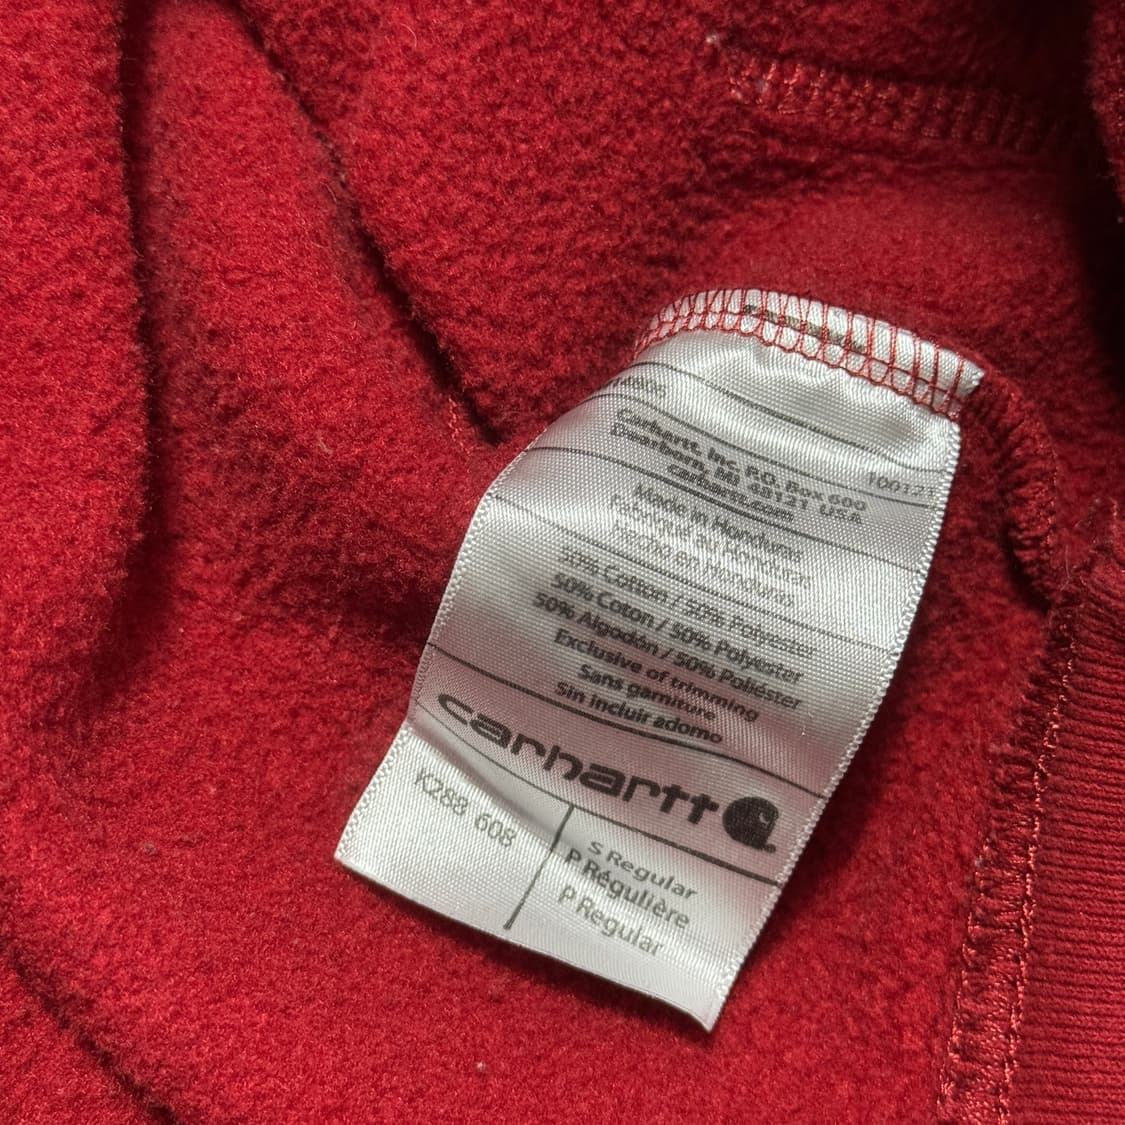 Carhartt, Inc. P.O. Box 600
Dearborn, MI 48121 USA
carhartt.com
Made in Honduras
Fabriqué au Honduras
Hecho en Honduras
50% Cotton / 50% Polyester
50% Coton / 50% Polyester
50% Algodón / 50% Poliéster
Exclusive of trimming
Sans garniture
Sin incluir adorno
carhartt
K288 608
S Regular
P Régulière
P Regular